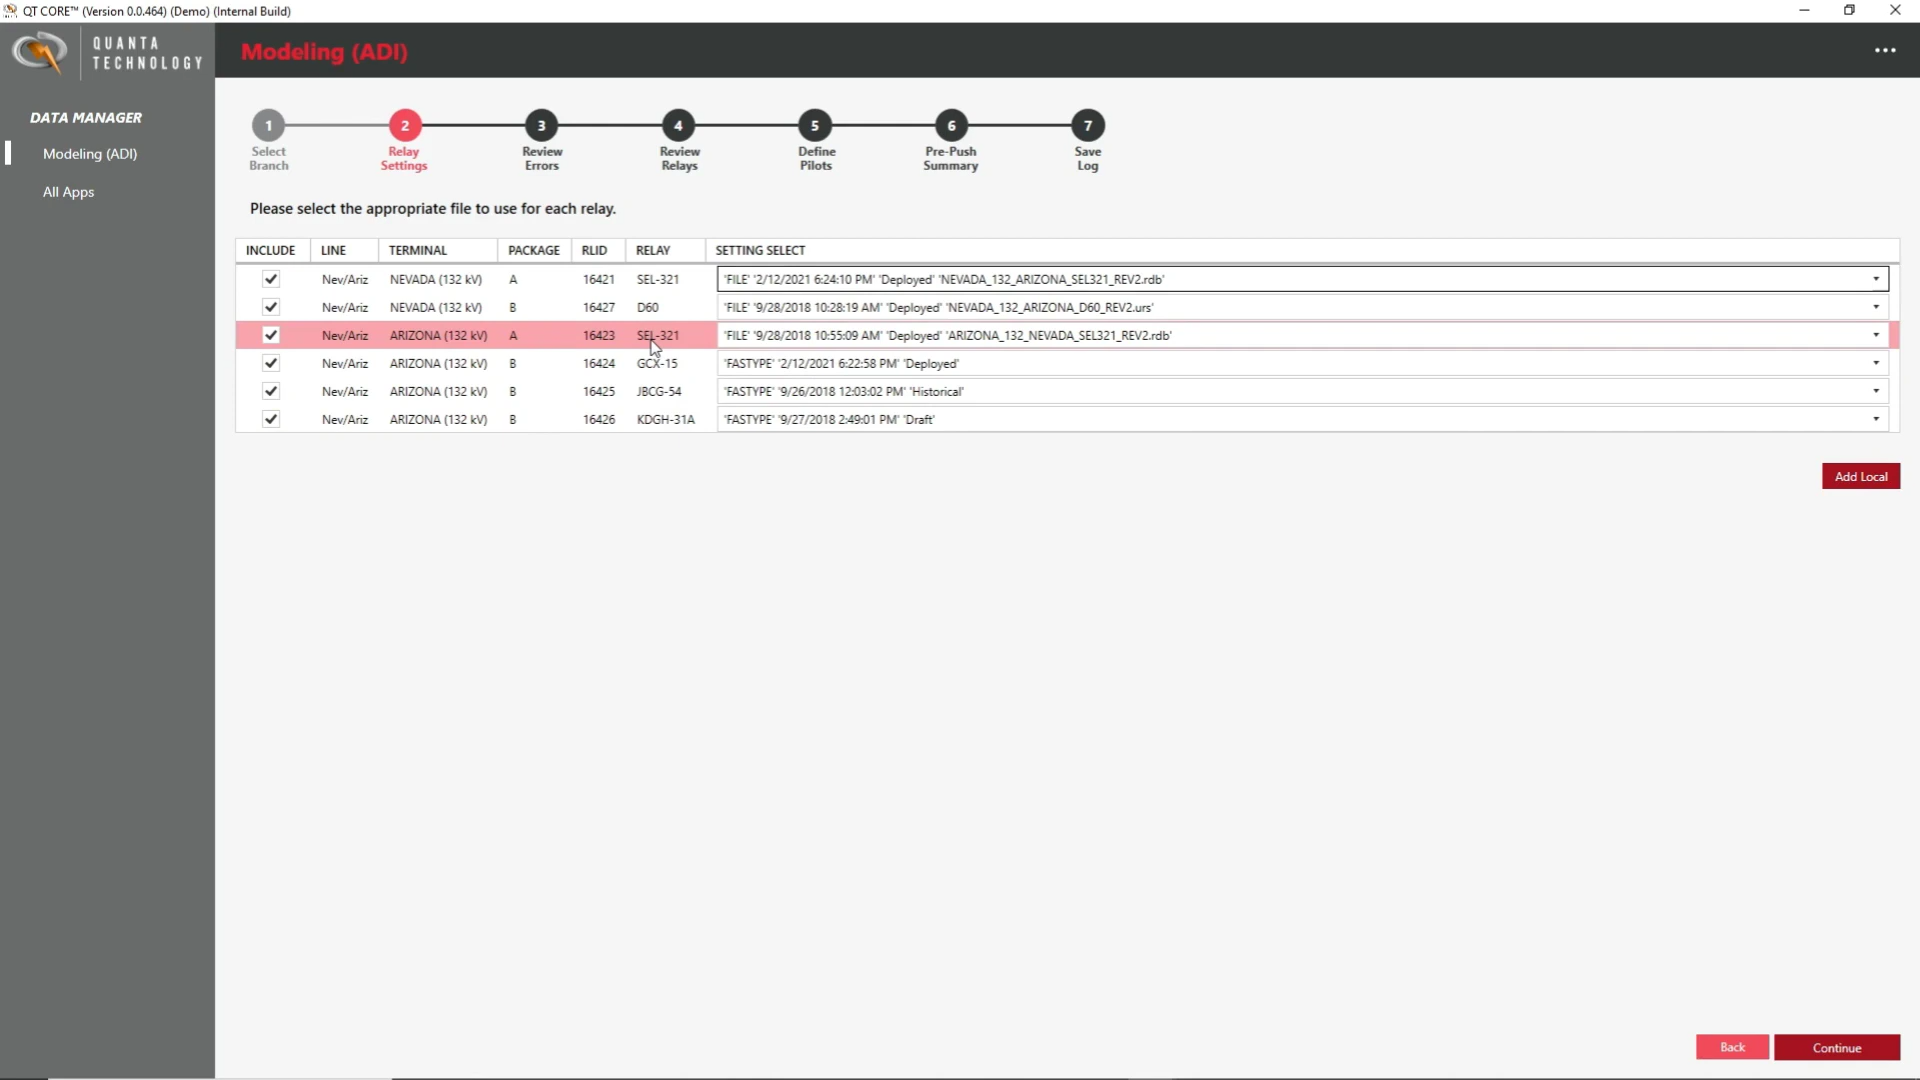 QT CORE™ (Version 0.0.464) (Demo) (Internal Build)
QUANTA
TECHNOLOGY
Modeling (ADI)
DATA MANAGER
Modeling (ADI)
All Apps
1 2 3 4 5 6 7
Select Relay Review Review Define Pre-Push Save
Branch Settings Errors Relays Pilots Summary Log
Please select the appropriate file to use for each relay.
INCLUDE LINE TERMINAL PACKAGE RLID RELAY SETTING SELECT
Nev/Ariz NEVADA (132 kV) A 16421 SEL-321 'FILE' '2/12/2021 6:24:10 PM' 'Deployed' 'NEVADA_132_ARIZONA_SEL321_REV2.rdb'
Nev/Ariz NEVADA (132 kV) B 16427 D60 'FILE' '9/28/2018 10:28:19 AM' 'Deployed' 'NEVADA_132_ARIZONA_D60_REV2.urs'
Nev/Ariz ARIZONA (132 kV) A 16423 SEL-321 'FILE' '9/28/2018 10:55:09 AM' 'Deployed' 'ARIZONA_132_NEVADA_SEL321_REV2.rdb'
Nev/Ariz ARIZONA (132 kV) B 16424 GCX-15 'FASTYPE' '2/12/2021 6:22:58 PM' 'Deployed'
Nev/Ariz ARIZONA (132 kV) B 16425 JBCG-54 'FASTYPE' '9/26/2018 12:03:02 PM' 'Historical'
Nev/Ariz ARIZONA (132 kV) B 16426 KDGH-31A 'FASTYPE' '9/27/2018 2:49:01 PM' 'Draft'
Add Local
Back Continue